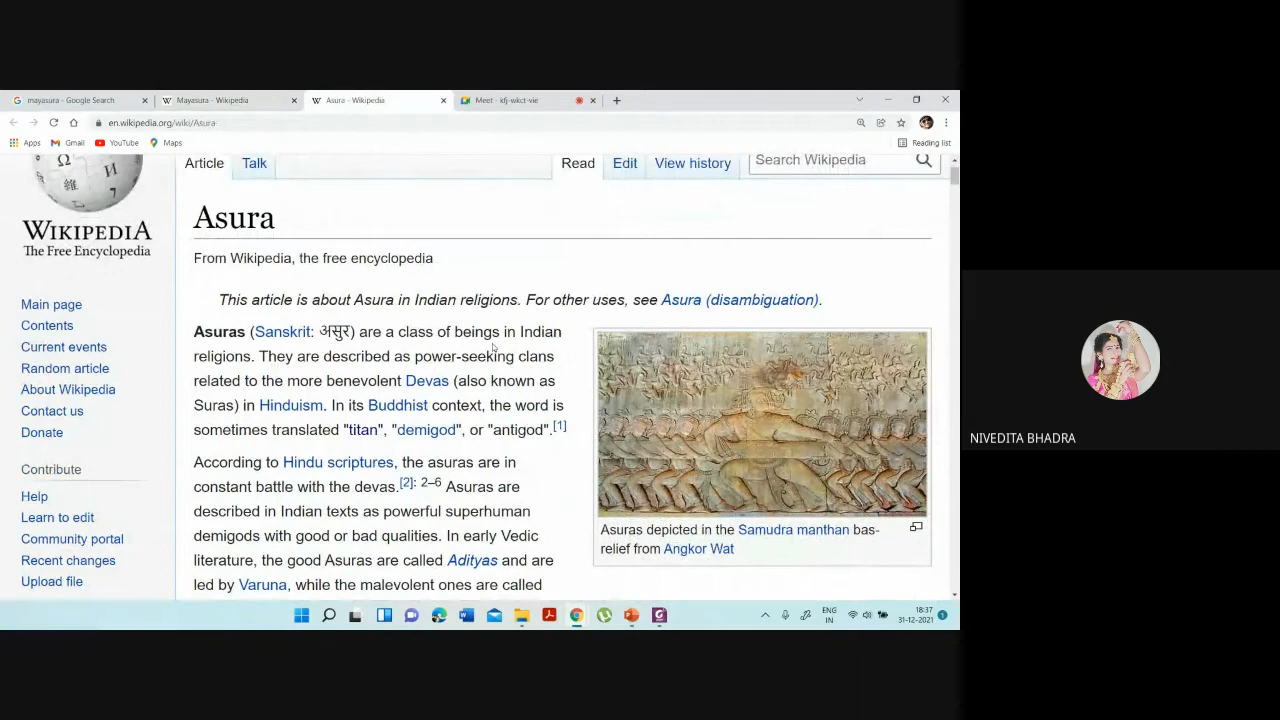 mayasura - Google Search
Mayasura - Wikipedia
Asura - Wikipedia
Meet - kfj-wkct-vie
en.wikipedia.org/wiki/Asura
Apps
Gmail
YouTube
Maps
Reading list
Article
Talk
Read
Edit
View history
Search Wikipedia
WIKIPEDIA
The Free Encyclopedia
Main page
Contents
Current events
Random article
About Wikipedia
Contact us
Donate
Contribute
Help
Learn to edit
Community portal
Recent changes
Upload file
Asura
From Wikipedia, the free encyclopedia
This article is about Asura in Indian religions. For other uses, see Asura (disambiguation).
Asuras (Sanskrit: असुर) are a class of beings in Indian
religions. They are described as power-seeking clans
related to the more benevolent Devas (also known as
Suras) in Hinduism. In its Buddhist context, the word is
sometimes translated "titan", "demigod", or "antigod".[1]
According to Hindu scriptures, the asuras are in
constant battle with the devas.[2]: 2–6 Asuras are
described in Indian texts as powerful superhuman
demigods with good or bad qualities. In early Vedic
literature, the good Asuras are called Adityas and are
led by Varuna, while the malevolent ones are called
Asuras depicted in the Samudra manthan bas-
relief from Angkor Wat
ENG
IN
18:37
31-12-2021
NIVEDITA BHADRA